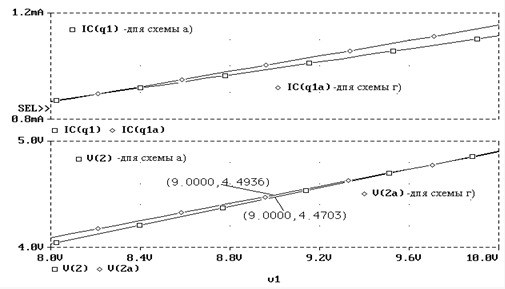 1.2mA
□ IC(q1) -для схемы а)
◇ IC(q1a)-для схемы г)
SEL>>
0.8mA
□ IC(q1) ◇ IC(q1a)
5.0V
□ V(2) -для схемы а)
(9.0000,4.4936)
◇ V(2a) -для схемы г)
(9.0000,4.4703)
4.0V
8.0V 8.4V 8.8V 9.2V 9.6V 10.0V
□ V(2) ◇ V(2a)
v1